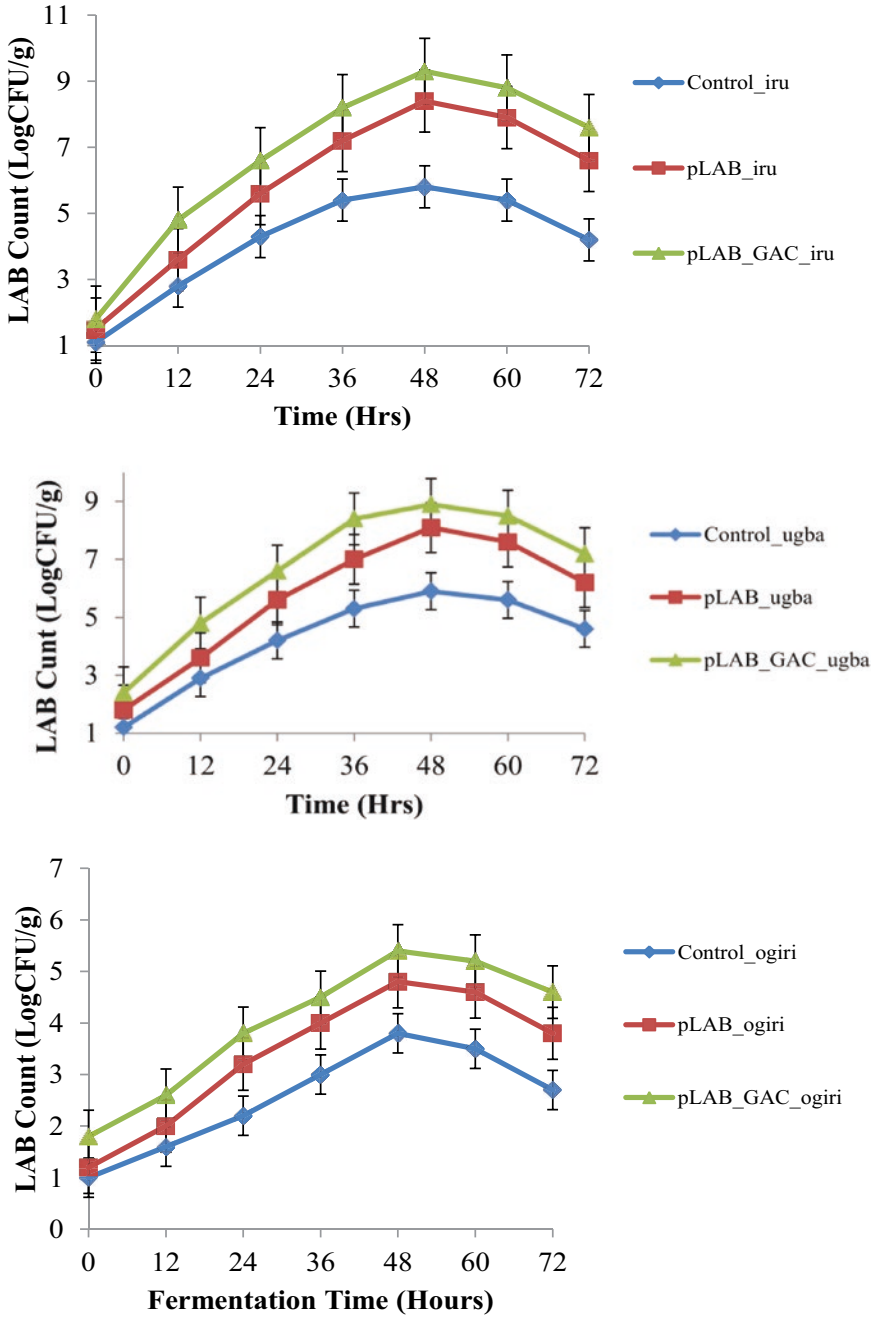 11
9
7
5
3
1
LAB Count (LogCFU/g)
0 12 24 36 48 60 72
Time (Hrs)
Control_iru
pLAB_iru
pLAB_GAC_iru
9
7
5
3
1
LAB Cunt (LogCFU/g)
0 12 24 36 48 60 72
Time (Hrs)
Control_ugba
pLAB_ugba
pLAB_GAC_ugba
7
6
5
4
3
2
1
0
LAB Count (LogCFU/g)
0 12 24 36 48 60 72
Fermentation Time (Hours)
Control_ogiri
pLAB_ogiri
pLAB_GAC_ogiri